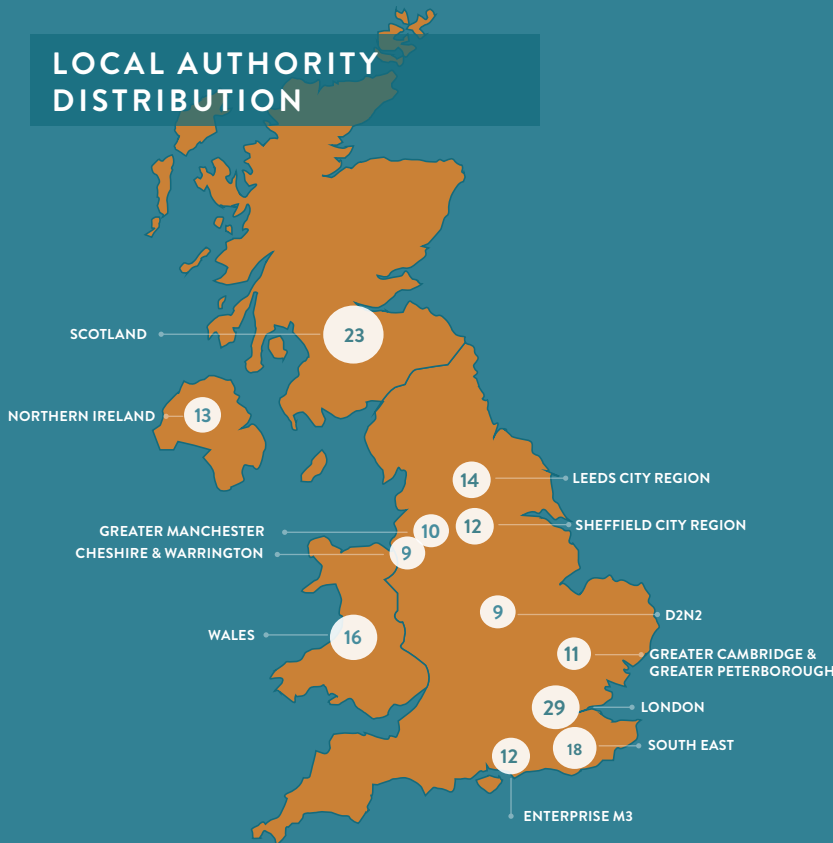 LOCAL AUTHORITY
DISTRIBUTION
SCOTLAND
23
NORTHERN IRELAND
13
14
LEEDS CITY REGION
GREATER MANCHESTER
10
12
SHEFFIELD CITY REGION
CHESHIRE & WARRINGTON
9
9
D2N2
WALES
16
11
GREATER CAMBRIDGE &
GREATER PETERBOROUGH
29
LONDON
18
SOUTH EAST
12
ENTERPRISE M3